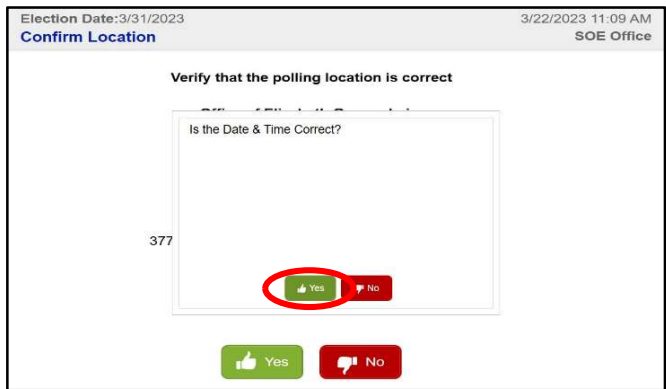 Election Date:3/31/2023
3/22/2023 11:09 AM
Confirm Location
SOE Office
Verify that the polling location is correct
Is the Date & Time Correct?
377
Yes
No
Yes
No